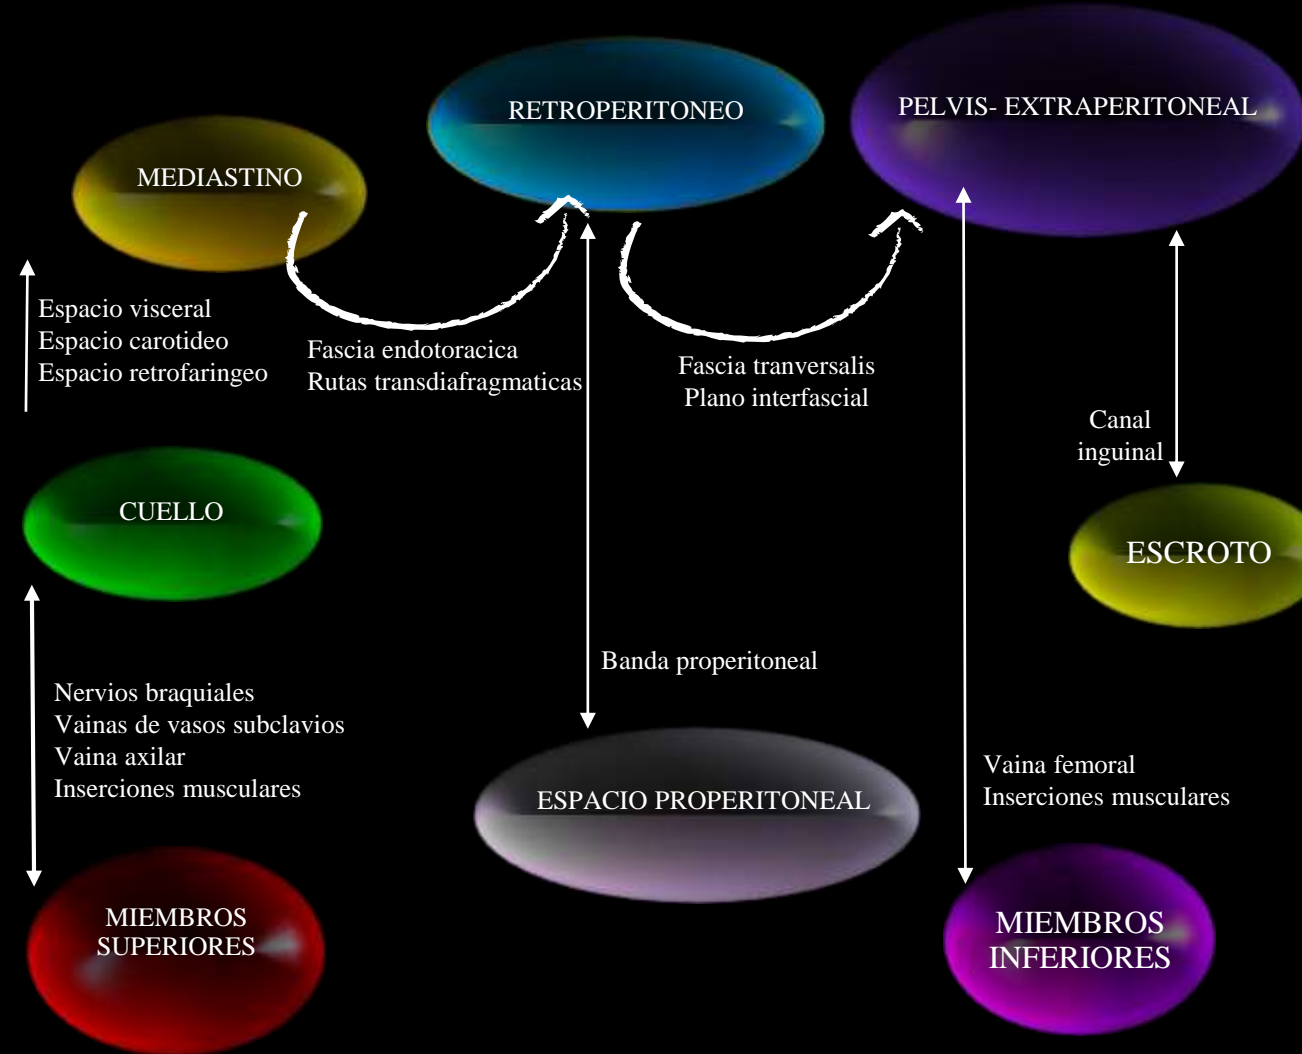 RETROPERITONEO
PELVIS- EXTRAPERITONEAL
MEDIASTINO
Espacio visceral
Espacio carotideo
Espacio retrofaringeo
Fascia endotoracica
Rutas transdiafragmaticas
Fascia tranversalis
Plano interfascial
Canal
inguinal
CUELLO
ESCROTO
Banda properitoneal
Nervios braquiales
Vainas de vasos subclavios
Vaina axilar
Inserciones musculares
Vaina femoral
Inserciones musculares
ESPACIO PROPERITONEAL
MIEMBROS
SUPERIORES
MIEMBROS
INFERIORES